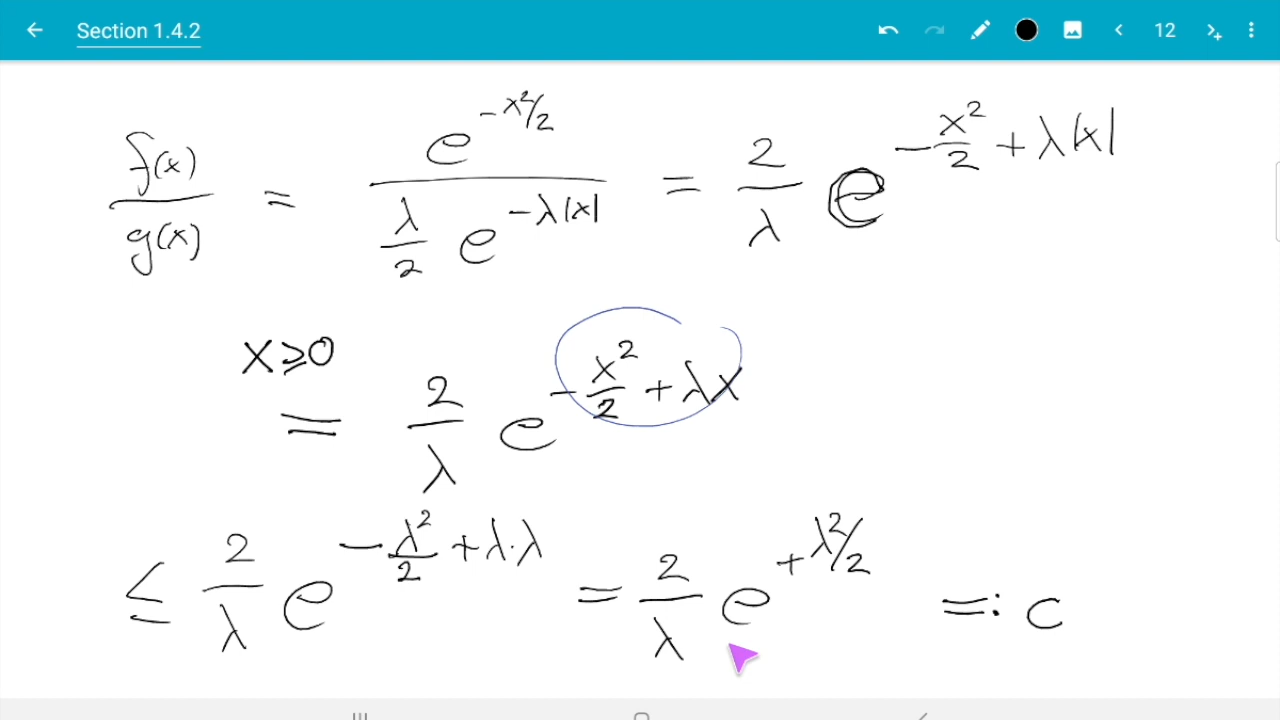 Section 1.4.2 12
f(x)/g(x) = e^{-x²/2} / (λ/2 e^{-λ|x|}) = 2/λ e^{-x²/2 + λ|x|}
x⩾0
= 2/λ e^{-x²/2 + λx}
≤ 2/λ e^{-λ²/2 + λ·λ} = 2/λ e^{+λ²/2} =: c